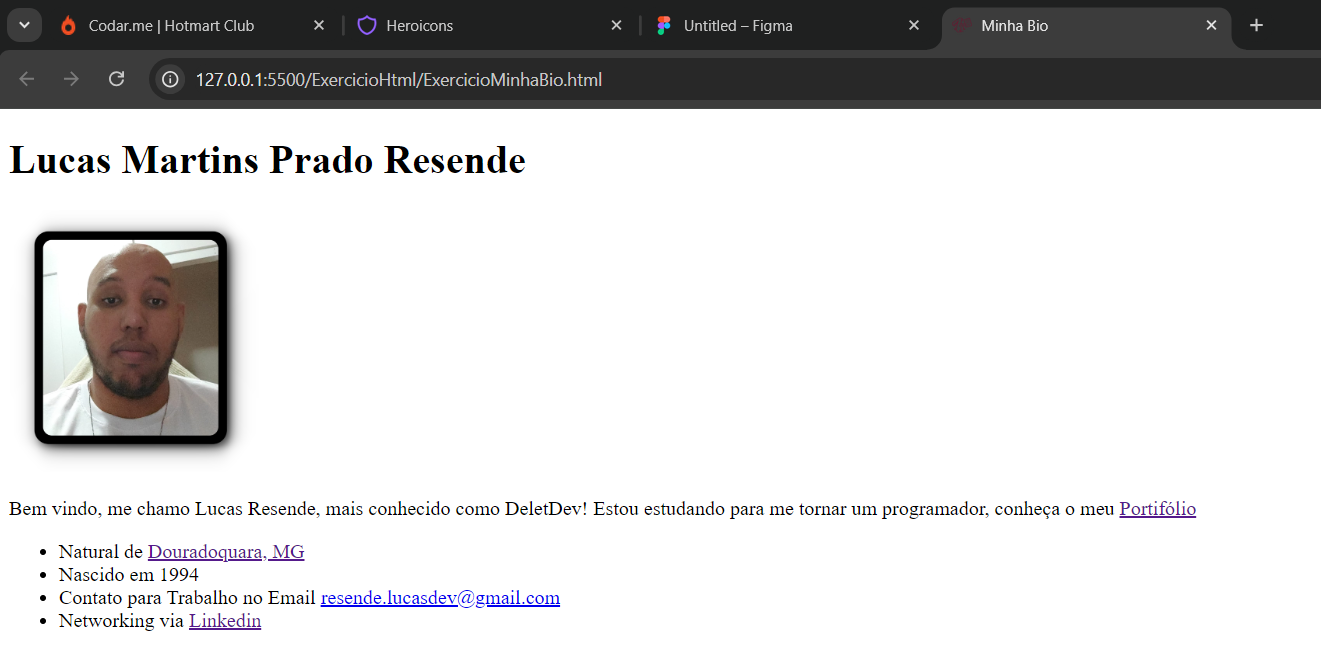 Codar.me | Hotmart Club
Heroicons
Untitled – Figma
Minha Bio
127.0.0.1:5500/ExercicioHtml/ExercicioMinhaBio.html
Lucas Martins Prado Resende
Bem vindo, me chamo Lucas Resende, mais conhecido como DeletDev! Estou estudando para me tornar um programador, conheça o meu Portifólio
Natural de Douradoquara, MG
Nascido em 1994
Contato para Trabalho no Email resende.lucasdev@gmail.com
Networking via Linkedin